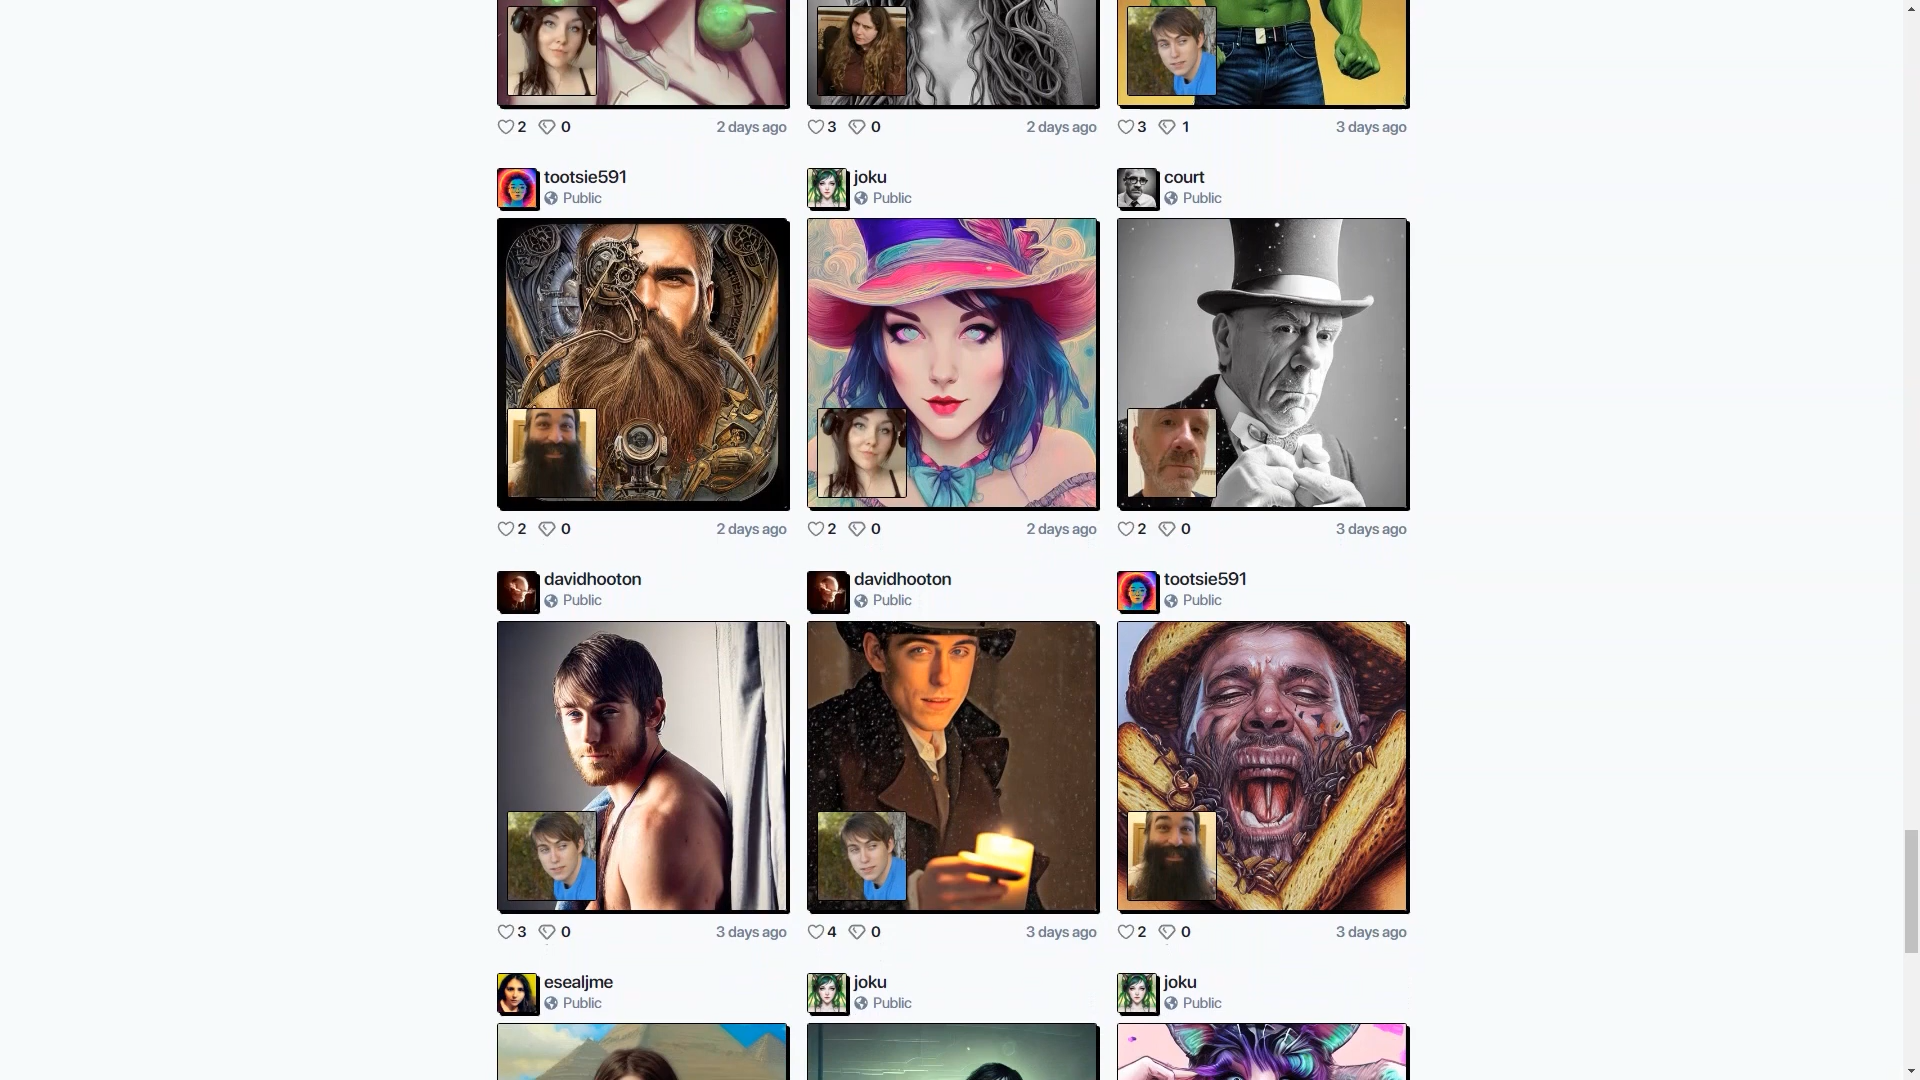 2 0 2 days ago
3 0 2 days ago
3 1 3 days ago
tootsie591
Public
joku
Public
court
Public
2 0 2 days ago
2 0 2 days ago
2 0 3 days ago
davidhooton
Public
davidhooton
Public
tootsie591
Public
3 0 3 days ago
4 0 3 days ago
2 0 3 days ago
esealjme
Public
joku
Public
joku
Public